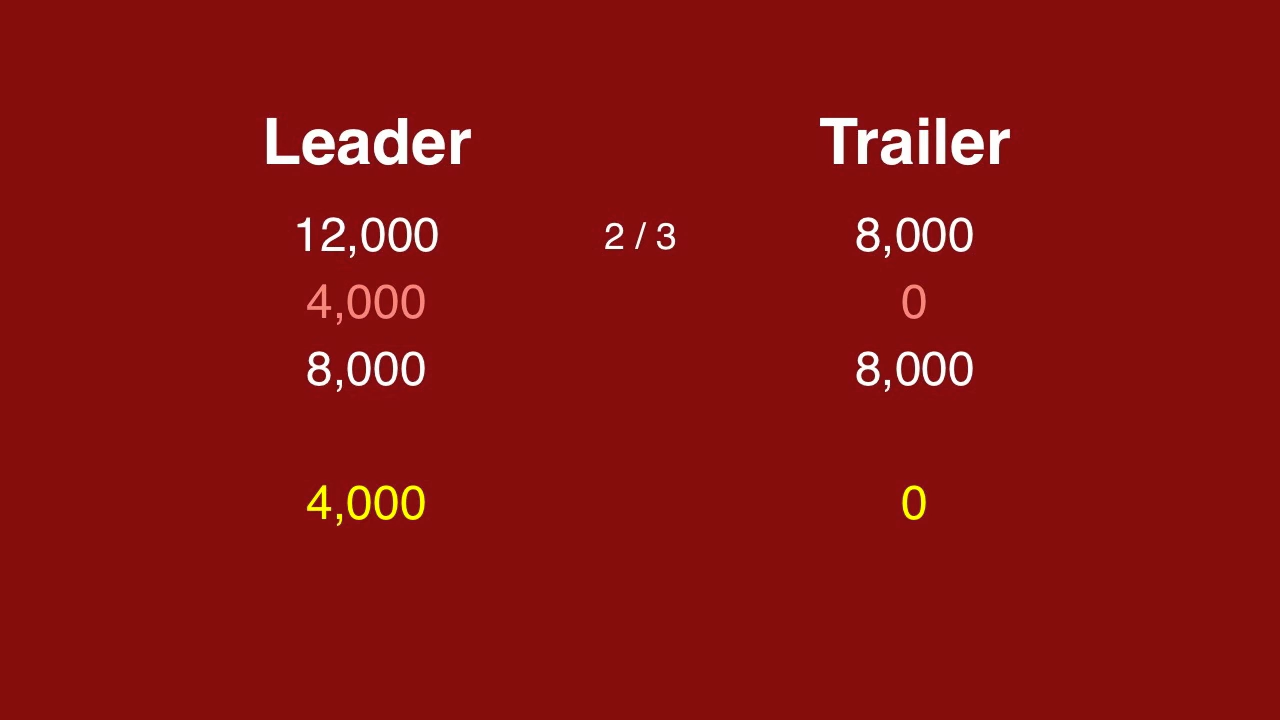 Leader Trailer
12,000 2 / 3 8,000
4,000 0
8,000 8,000
4,000 0